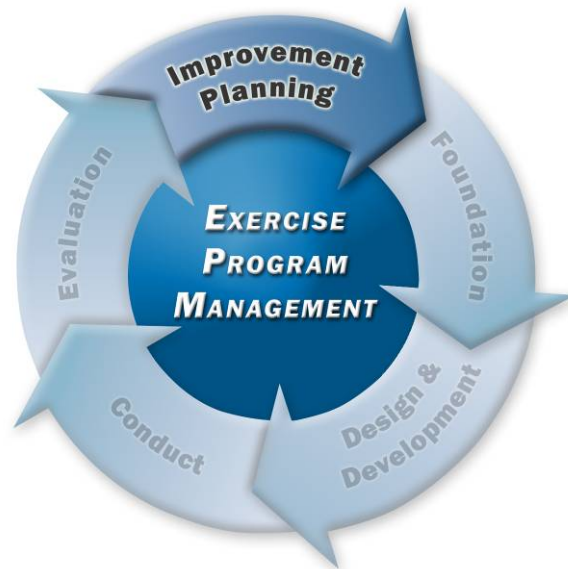 Improvement
Planning
Foundation
Design &
Development
Conduct
Evaluation
EXERCISE
PROGRAM
MANAGEMENT